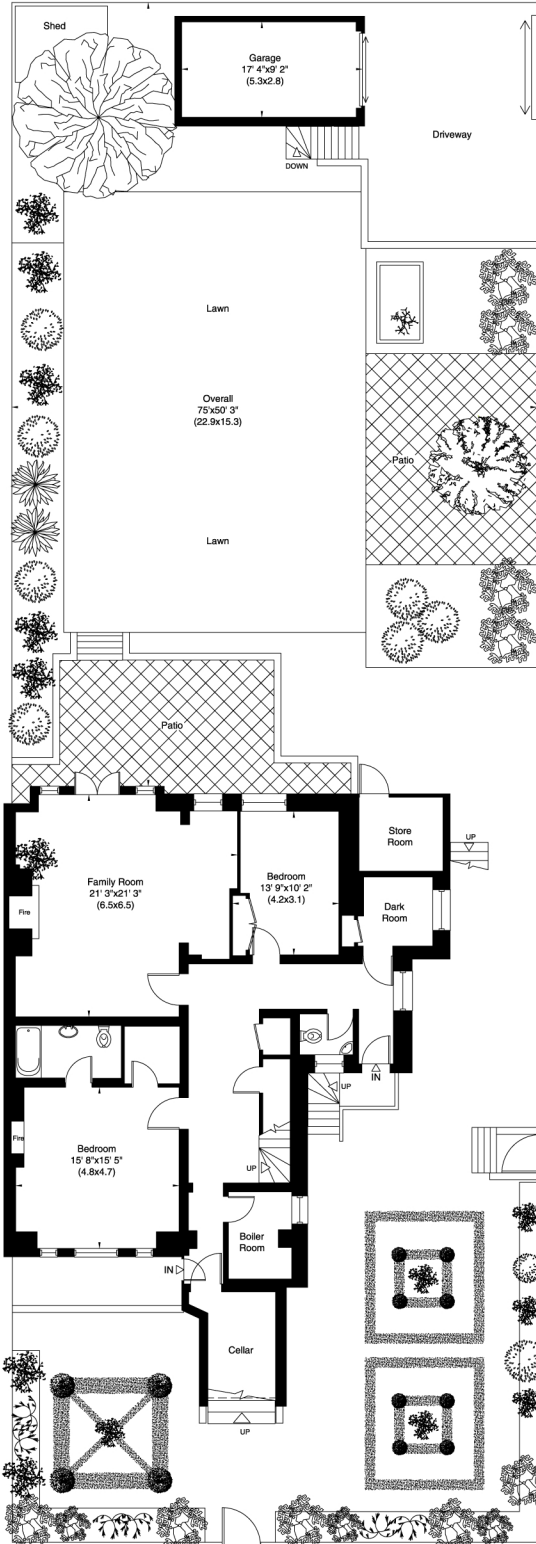 Shed
Garage
17' 4"x9' 2"
(5.3x2.8)
Driveway
DOWN
Lawn
Overall
75'x50' 3"
(22.9x15.3)
Patio
Lawn
Patio
Store
Room
UP
Bedroom
13' 9"x10' 2"
(4.2x3.1)
Family Room
21' 3"x21' 3"
(6.5x6.5)
Dark
Room
Fire
UP
IN
Fire
Bedroom
15' 8"x15' 5"
(4.8x4.7)
UP
Boiler
Room
IN
Cellar
UP